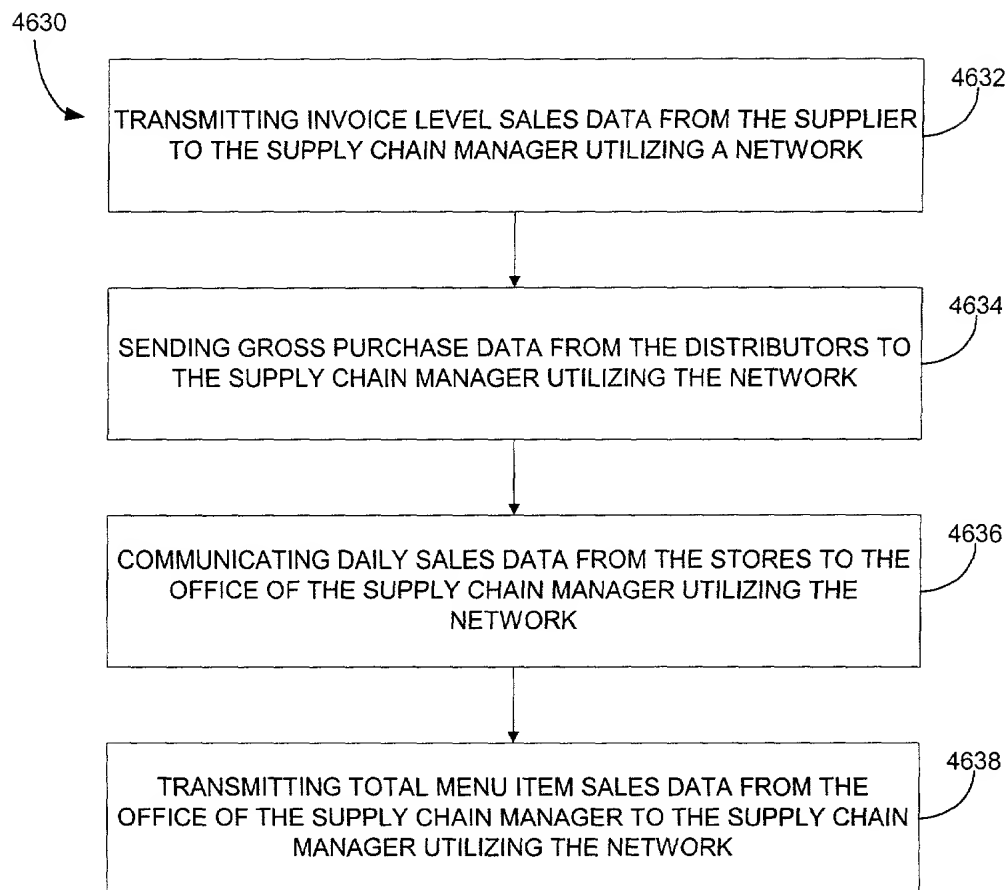 4630
4632
TRANSMITTING INVOICE LEVEL SALES DATA FROM THE SUPPLIER
TO THE SUPPLY CHAIN MANAGER UTILIZING A NETWORK
4634
SENDING GROSS PURCHASE DATA FROM THE DISTRIBUTORS TO
THE SUPPLY CHAIN MANAGER UTILIZING THE NETWORK
4636
COMMUNICATING DAILY SALES DATA FROM THE STORES TO THE
OFFICE OF THE SUPPLY CHAIN MANAGER UTILIZING THE
NETWORK
4638
TRANSMITTING TOTAL MENU ITEM SALES DATA FROM THE
OFFICE OF THE SUPPLY CHAIN MANAGER TO THE SUPPLY CHAIN
MANAGER UTILIZING THE NETWORK